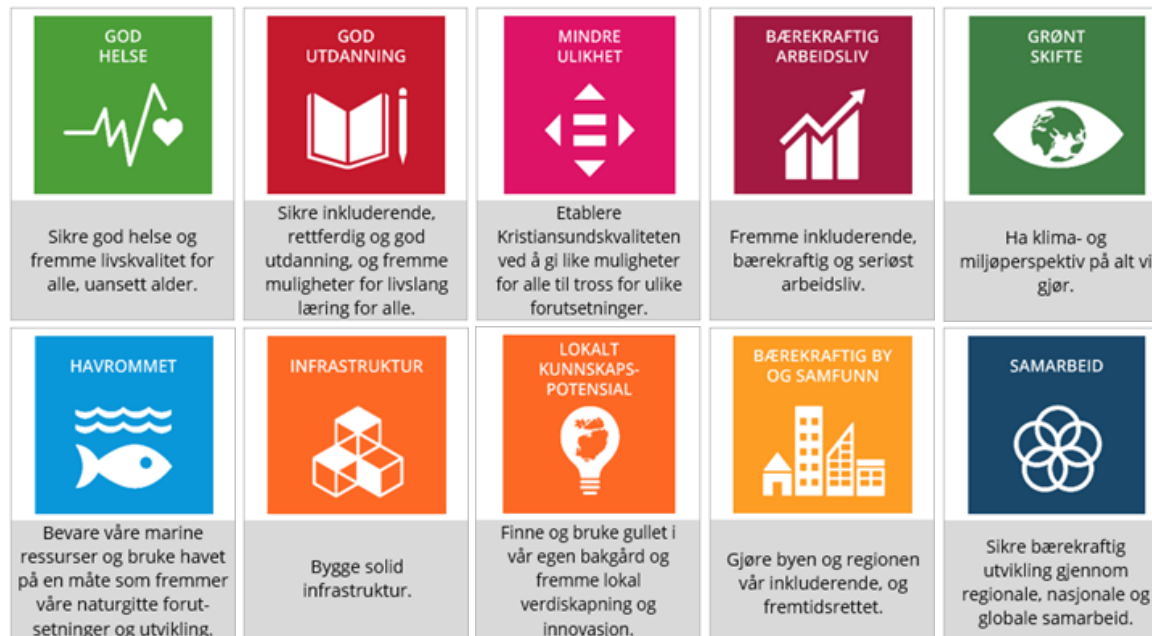 GOD
HELSE
Sikre god helse og
fremme livskvalitet for
alle, uansett alder.
GOD
UTDANNING
Sikre inkluderende,
rettferdig og god
utdanning, og fremme
muligheter for livslang
læring for alle.
MINDRE
ULIKHET
Etablere
Kristiansundskvaliteten
ved å gi like muligheter
for alle til tross for ulike
forutsetninger.
BÆREKRAFTIG
ARBEIDSLIV
Fremme inkluderende,
bærekraftig og seriøst
arbeidsliv.
GRØNT
SKIFTE
Ha klima- og
miljøperspektiv på alt vi
gjør.
HAVROMMET
Bevare våre marine
ressurser og bruke havet
på en måte som fremmer
våre naturgitte forut-
setninger og utvikling.
INFRASTRUKTUR
Bygge solid
infrastruktur.
LOKALT
KUNNSKAPS-
POTENSIAL
Finne og bruke gullet i
vår egen bakgård og
fremme lokal
verdiskapning og
innovasjon.
BÆREKRAFTIG BY
OG SAMFUNN
Gjøre byen og regionen
vår inkluderende, og
fremtidsrettet.
SAMARBEID
Sikre bærekraftig
utvikling gjennom
regionale, nasjonale og
globale samarbeid.